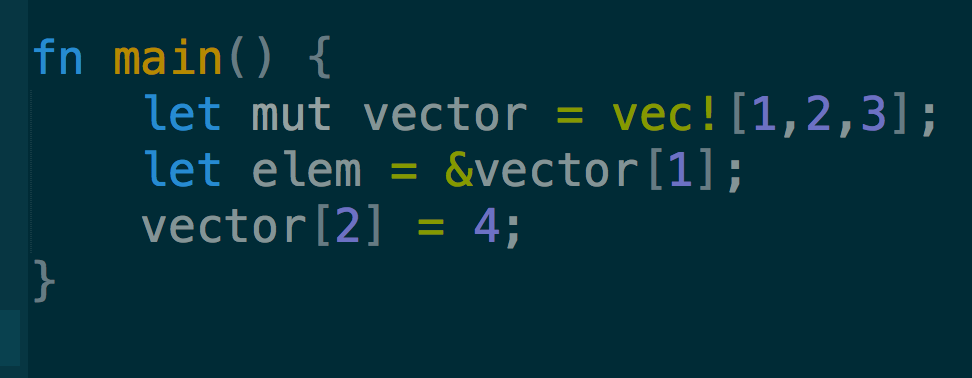 fn main() {
    let mut vector = vec![1,2,3];
    let elem = &vector[1];
    vector[2] = 4;
}